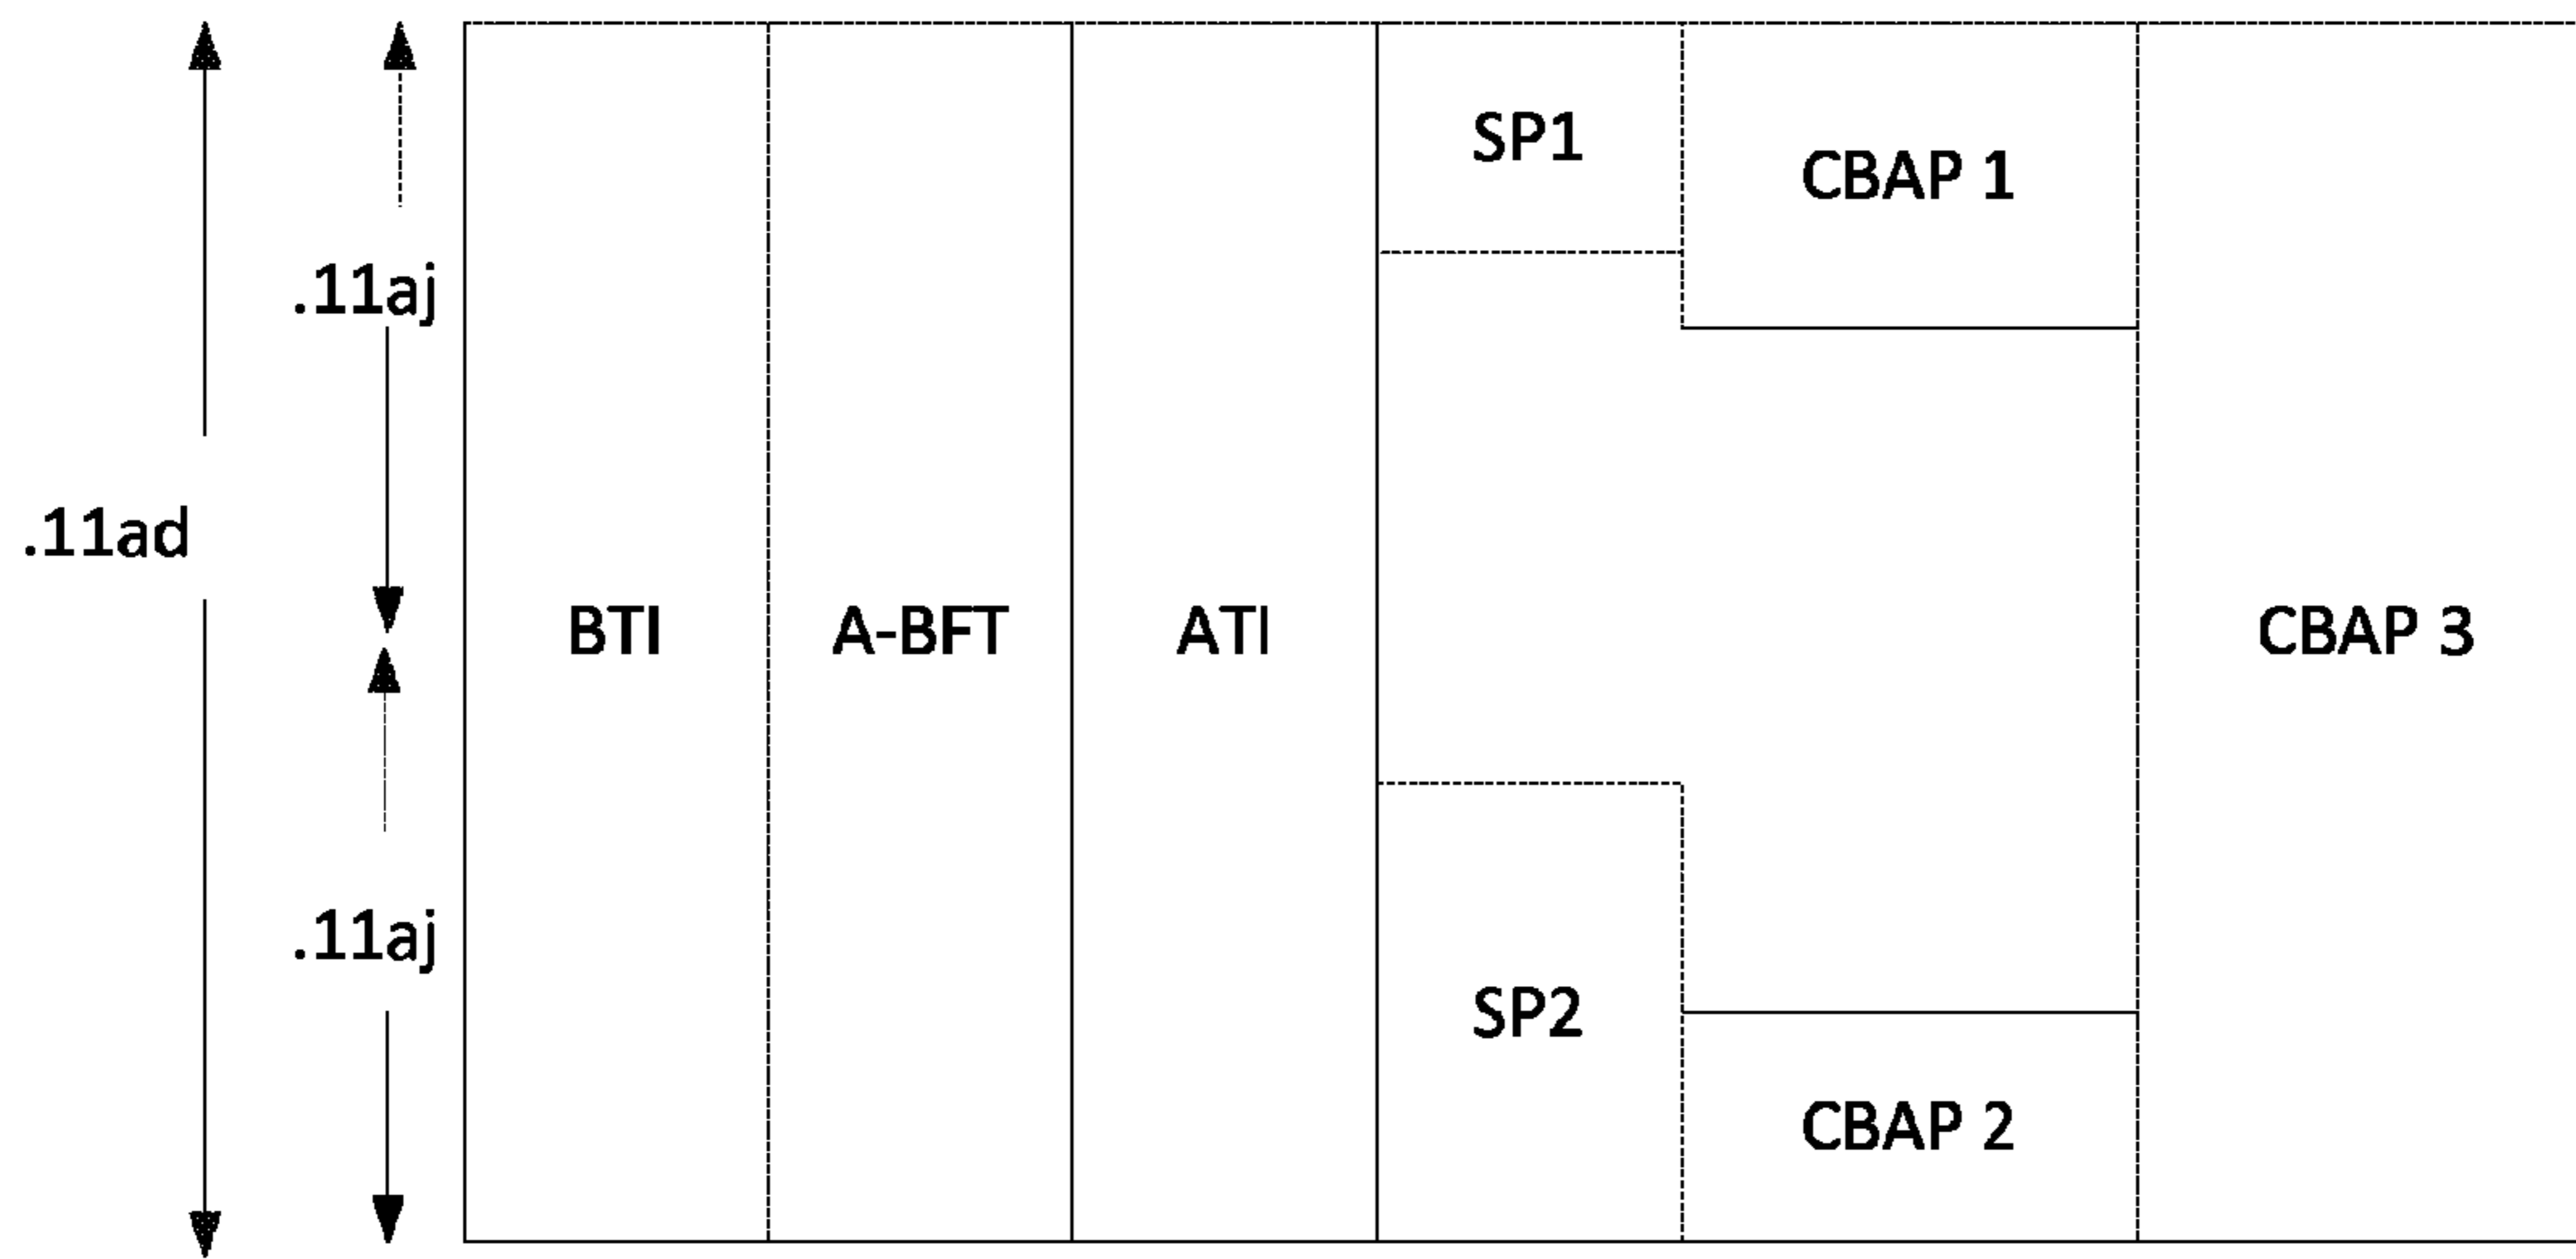 .11ad
.11aj
.11aj
BTI
A-BFT
ATI
SP1
SP2
CBAP 1
CBAP 2
CBAP 3